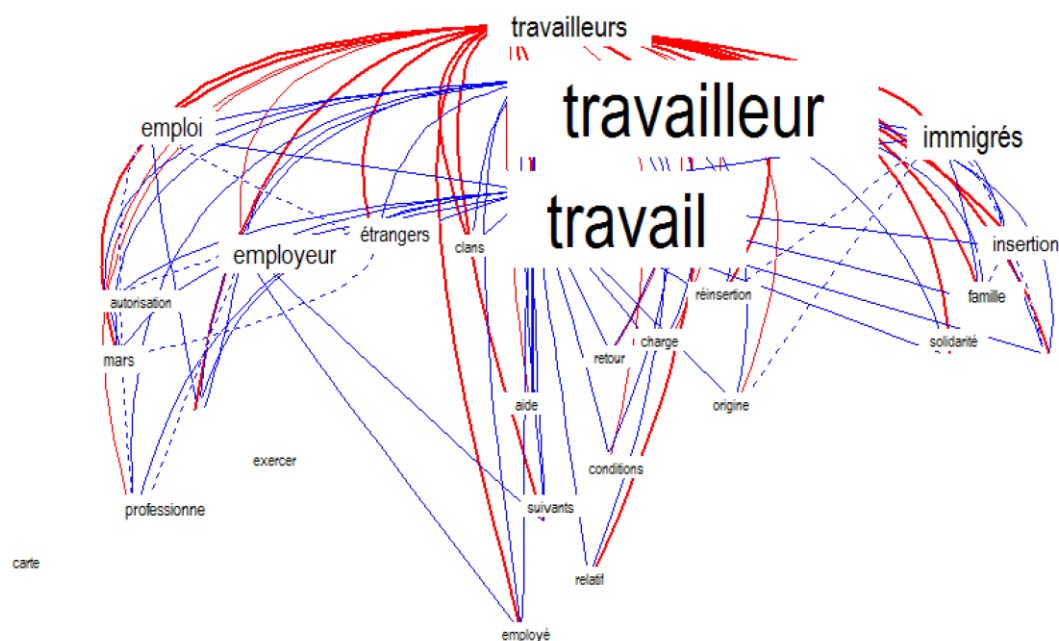 travailleurs
travailleur
emploi
immigrés
travail
étrangers
clans
insertion
employeur
autorisation
réinsertion
famille
charge
solidarité
mars
retour
aide
origine
exercer
conditions
professionne
suivants
carte
relatif
employé